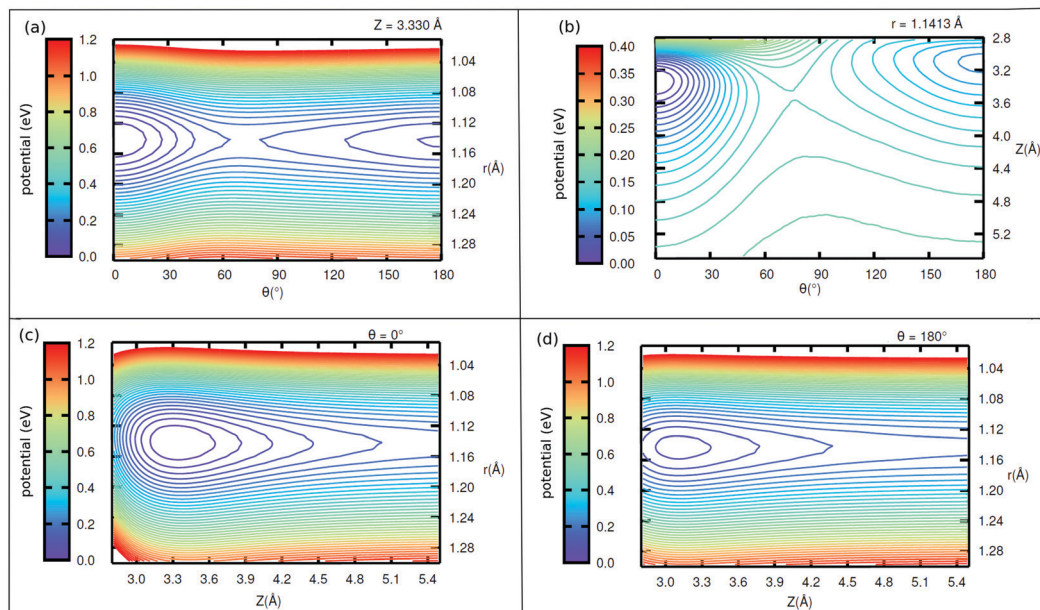 (a)
Z = 3.330 Å
1.2
1.0
0.8
0.6
0.4
0.2
0.0
potential (eV)
1.04
1.08
1.12
1.16
1.20
1.24
1.28
r(Å)
0 30 60 90 120 150 180
θ(°)
(b)
r = 1.1413 Å
0.40
0.35
0.30
0.25
0.20
0.15
0.10
0.05
0.00
potential (eV)
2.8
3.2
3.6
4.0
4.4
4.8
5.2
Z(Å)
0 30 60 90 120 150 180
θ(°)
(c)
θ = 0°
1.2
1.0
0.8
0.6
0.4
0.2
0.0
potential (eV)
1.04
1.08
1.12
1.16
1.20
1.24
1.28
r(Å)
3.0 3.3 3.6 3.9 4.2 4.5 4.8 5.1 5.4
Z(Å)
(d)
θ = 180°
1.2
1.0
0.8
0.6
0.4
0.2
0.0
potential (eV)
1.04
1.08
1.12
1.16
1.20
1.24
1.28
r(Å)
3.0 3.3 3.6 3.9 4.2 4.5 4.8 5.1 5.4
Z(Å)